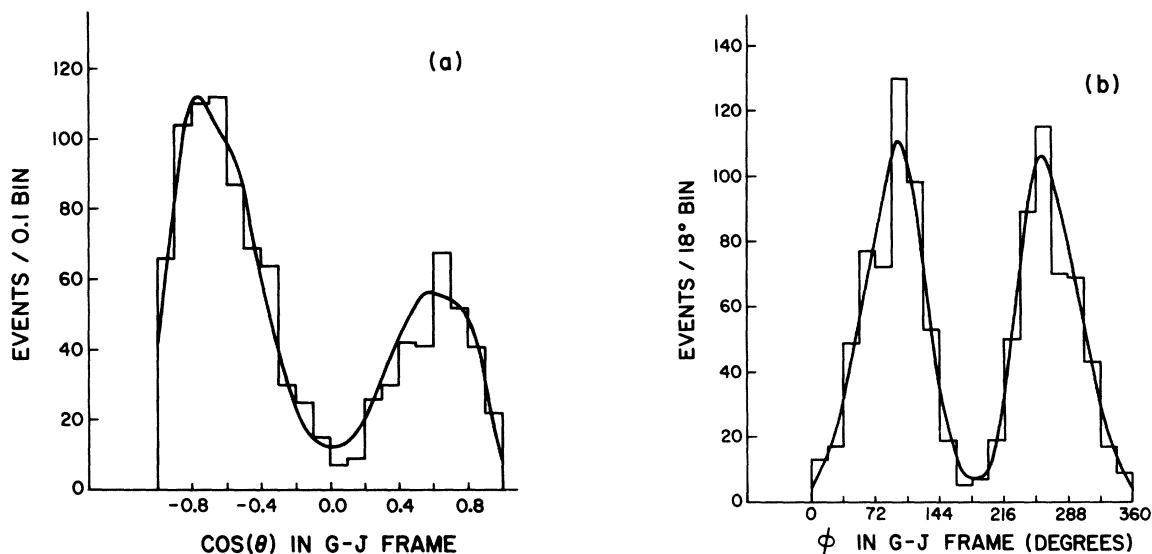 (a)
EVENTS / 0.1 BIN
120
100
80
60
40
20
0
-0.8 -0.4 0.0 0.4 0.8
COS(θ) IN G-J FRAME
(b)
EVENTS / 18° BIN
140
120
100
80
60
40
20
0
0 72 144 216 288 360
ϕ IN G-J FRAME (DEGREES)